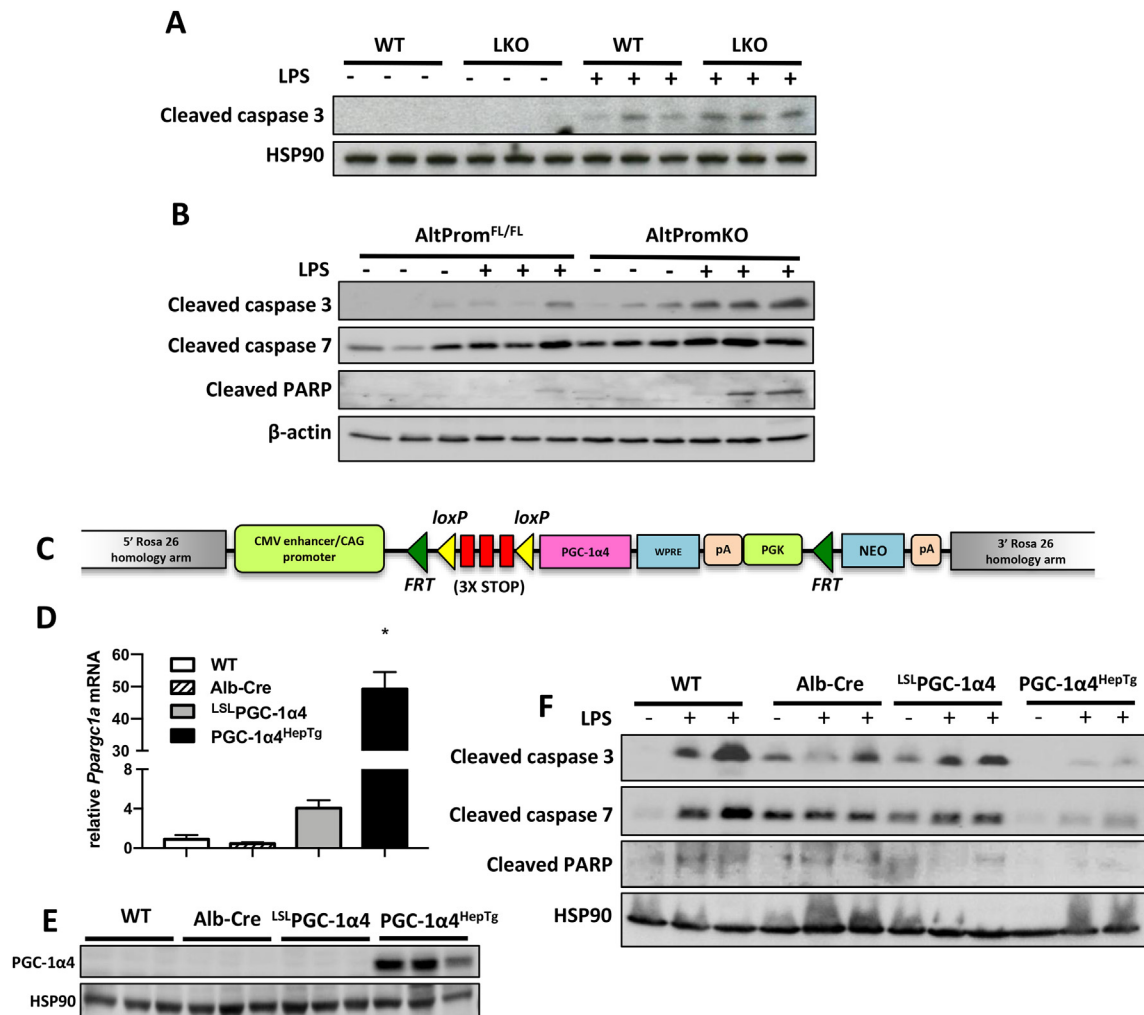 A
WT LKO WT LKO
LPS - - - - - - + + + + + +
Cleaved caspase 3
HSP90
B
AltPromFL/FL AltPromKO
LPS - - - + + + - - - + + +
Cleaved caspase 3
Cleaved caspase 7
Cleaved PARP
β-actin
C
loxP loxP
5′ Rosa 26 homology arm
CMV enhancer/CAG promoter
PGC-1α4
WPRE
pA
PGK
NEO
pA
3′ Rosa 26 homology arm
FRT (3X STOP) FRT
D
relative Ppargc1a mRNA
60
50
40
30
8
4
0
*
WT
Alb-Cre
LSLPGC-1α4
PGC-1α4HepTg
E
WT Alb-Cre LSLPGC-1α4 PGC-1α4HepTg
PGC-1α4
HSP90
F
WT Alb-Cre LSLPGC-1α4 PGC-1α4HepTg
LPS - + + - + + - + + - + +
Cleaved caspase 3
Cleaved caspase 7
Cleaved PARP
HSP90